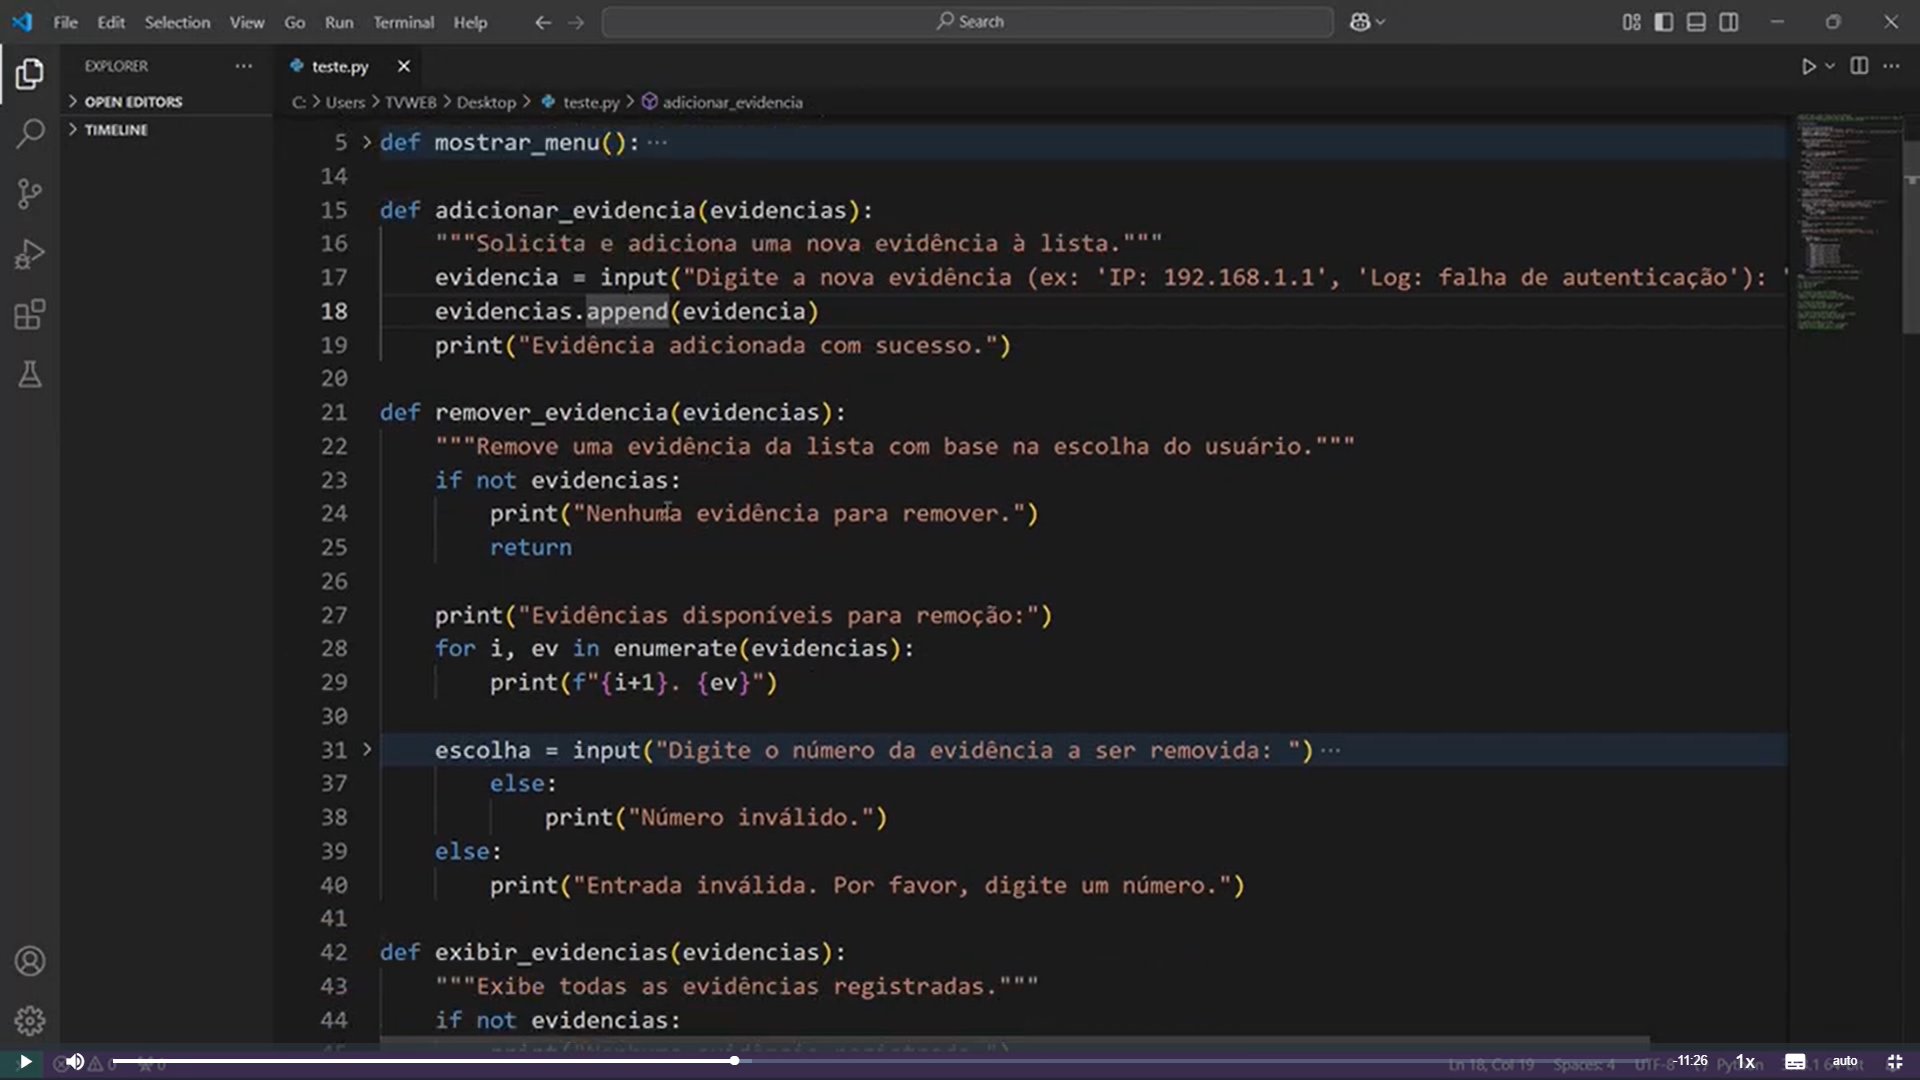 File Edit Selection View Go Run Terminal Help
Search
EXPLORER
OPEN EDITORS
TIMELINE
teste.py
C: > Users > TVWEB > Desktop > teste.py > adicionar_evidencia
5 def mostrar_menu(): ...
14
15 def adicionar_evidencia(evidencias):
16 """Solicita e adiciona uma nova evidência à lista."""
17 evidencia = input("Digite a nova evidência (ex: 'IP: 192.168.1.1', 'Log: falha de autenticação'):
18 evidencias.append(evidencia)
19 print("Evidência adicionada com sucesso.")
20
21 def remover_evidencia(evidencias):
22 """Remove uma evidência da lista com base na escolha do usuário."""
23 if not evidencias:
24 print("Nenhuma evidência para remover.")
25 return
26
27 print("Evidências disponíveis para remoção:")
28 for i, ev in enumerate(evidencias):
29 print(f"{i+1}. {ev}")
30
31 escolha = input("Digite o número da evidência a ser removida: ") ...
37 else:
38 print("Número inválido.")
39 else:
40 print("Entrada inválida. Por favor, digite um número.")
41
42 def exibir_evidencias(evidencias):
43 """Exibe todas as evidências registradas."""
44 if not evidencias:
Ln 18, Col 19 Spaces: 4 UTF-8 Python
-11:26 1x auto